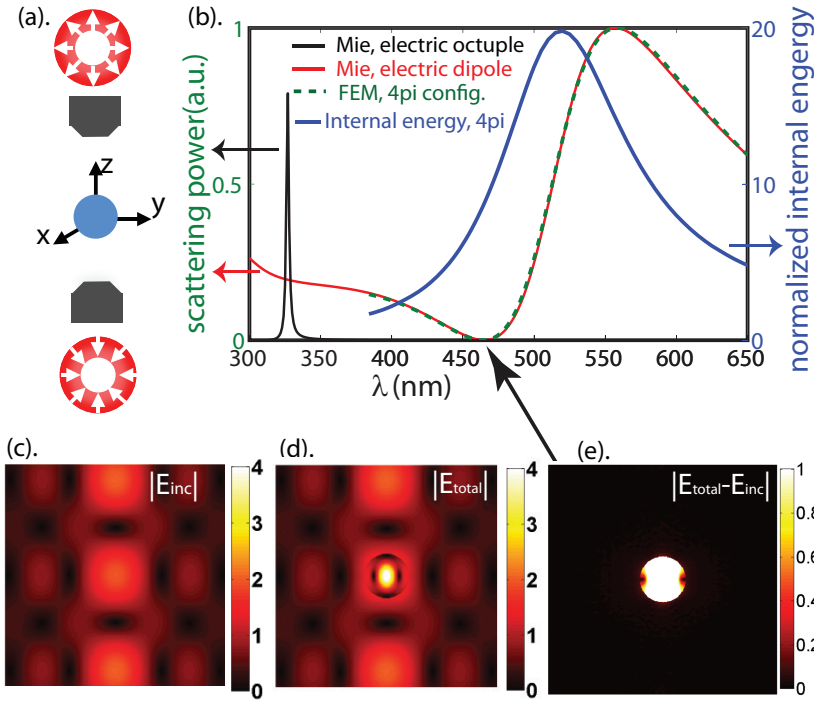 (a).
z
y
x
(b).
Mie, electric octuple
Mie, electric dipole
FEM, 4pi config.
Internal energy, 4pi
scattering power(a.u.)
1
0.5
0
normalized internal engergy
20
10
0
300 350 400 450 500 550 600 650
λ(nm)
(c).
|Einc|
4
3
2
1
0
(d).
|Etotal|
4
3
2
1
0
(e).
|Etotal-Einc|
1
0.8
0.6
0.4
0.2
0